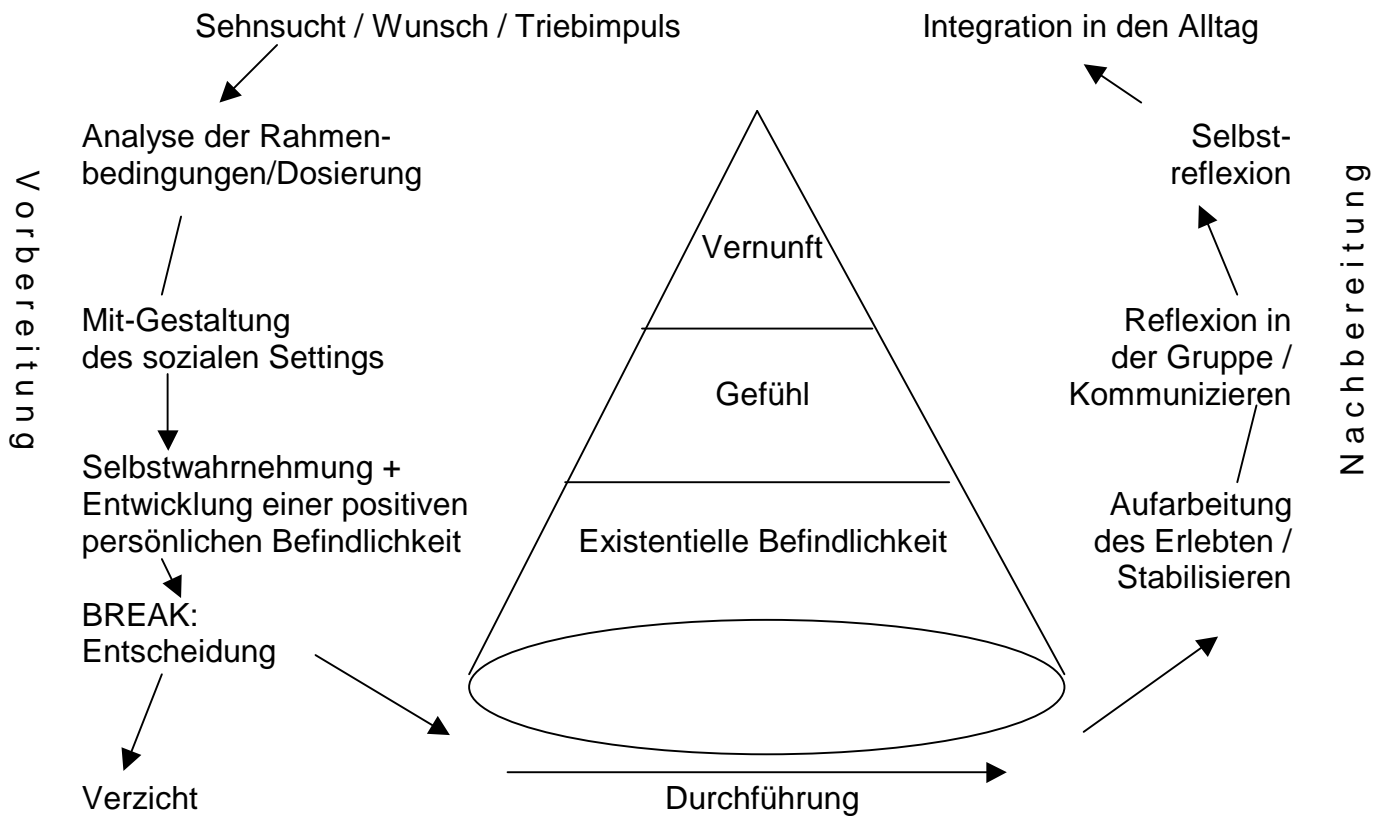 Sehnsucht / Wunsch / Triebimpuls
Analyse der Rahmen-
bedingungen/Dosierung
Mit-Gestaltung
des sozialen Settings
Selbstwahrnehmung +
Entwicklung einer positiven
persönlichen Befindlichkeit
BREAK:
Entscheidung
Verzicht
Vorbereitung
Vernunft
Gefühl
Existentielle Befindlichkeit
Durchführung
Integration in den Alltag
Selbst-
reflexion
Reflexion in
der Gruppe /
Kommunizieren
Aufarbeitung
des Erlebten /
Stabilisieren
Nachbereitung